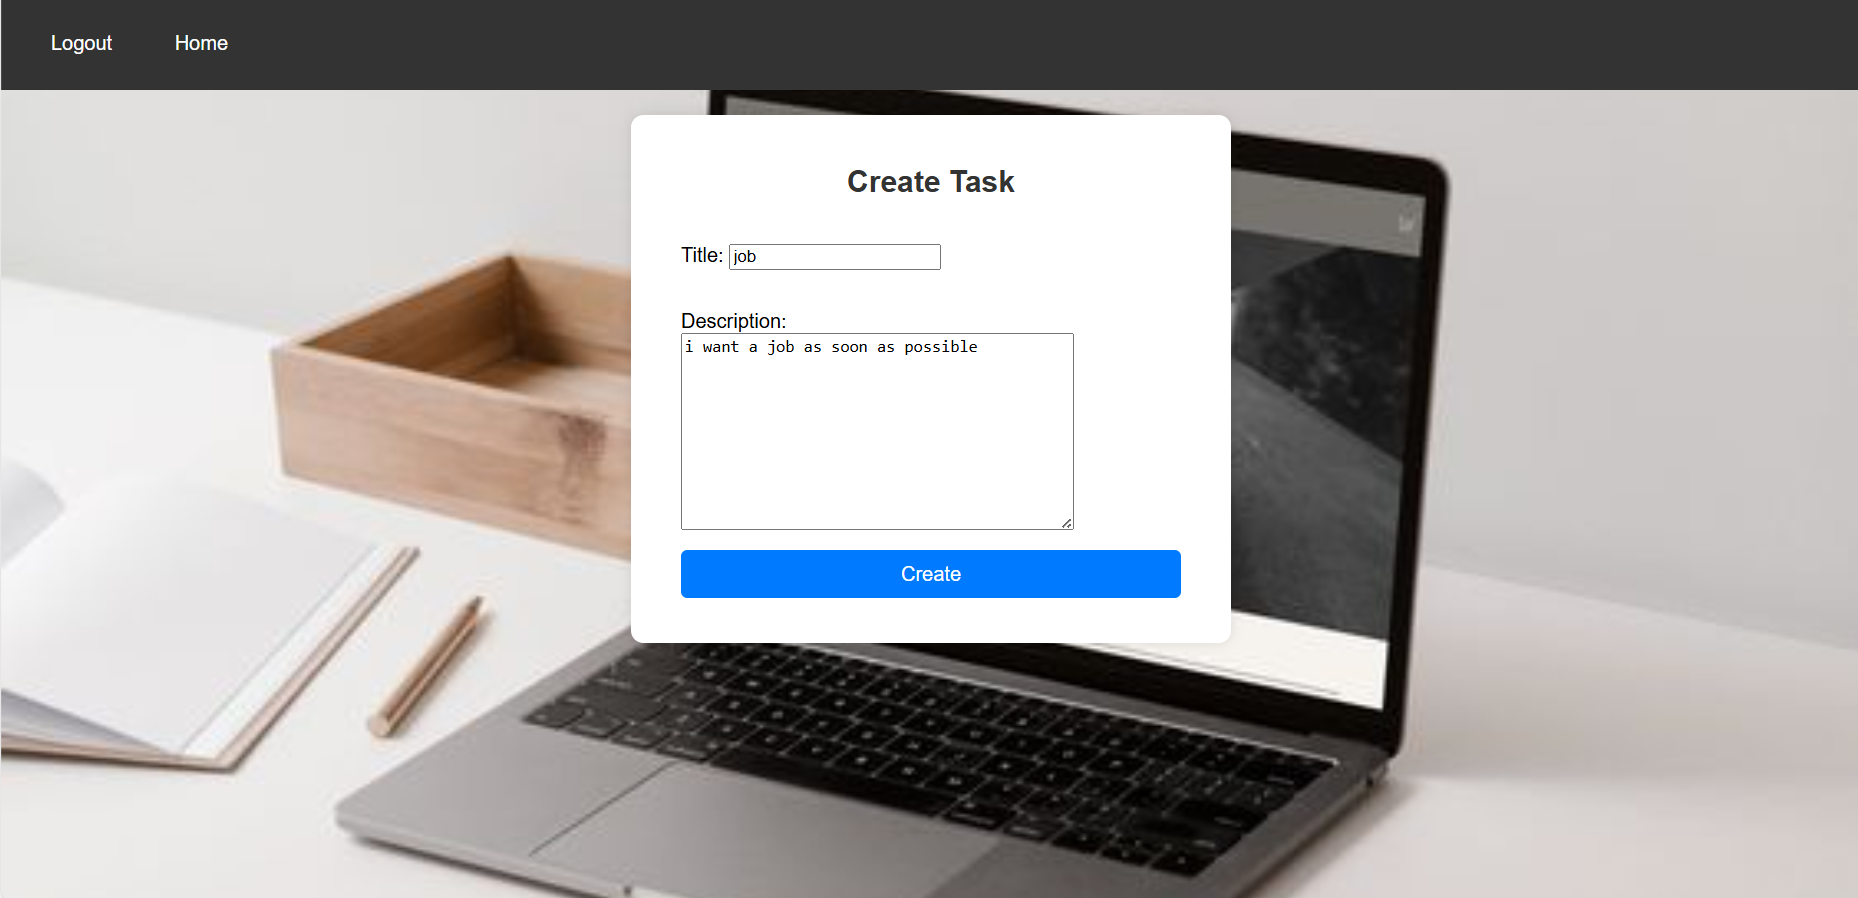 Logout Home
Create Task
Title: job
Description:
i want a job as soon as possible
Create